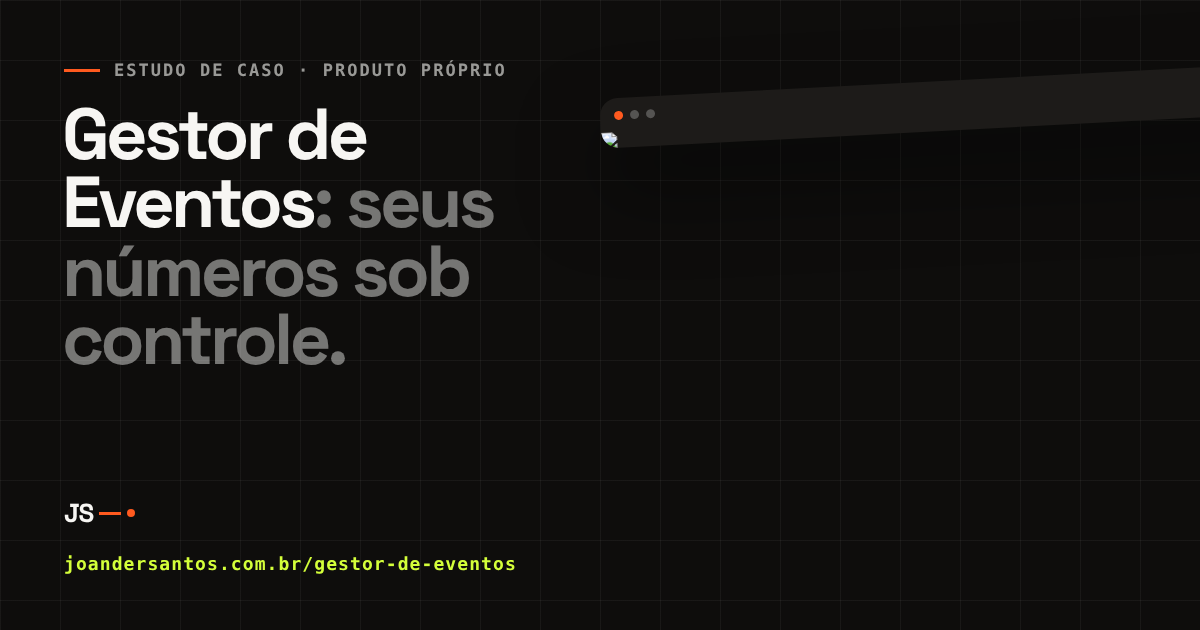 ESTUDO DE CASO · PRODUTO PRÓPRIO
Gestor de
Eventos: seus
números sob
controle.
JS
joandersantos.com.br/gestor-de-eventos